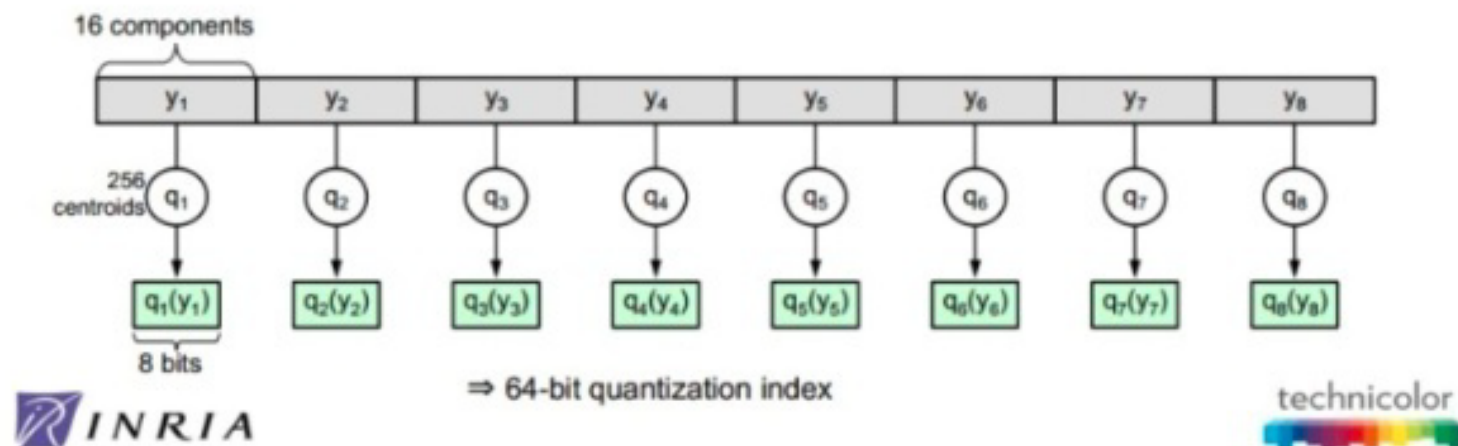 16 components
y₁ y₂ y₃ y₄ y₅ y₆ y₇ y₈
256
centroids q₁ q₂ q₃ q₄ q₅ q₆ q₇ q₈
q₁(y₁) q₂(y₂) q₃(y₃) q₄(y₄) q₅(y₅) q₆(y₆) q₇(y₇) q₈(y₈)
8 bits
⇒ 64-bit quantization index
INRIA
technicolor